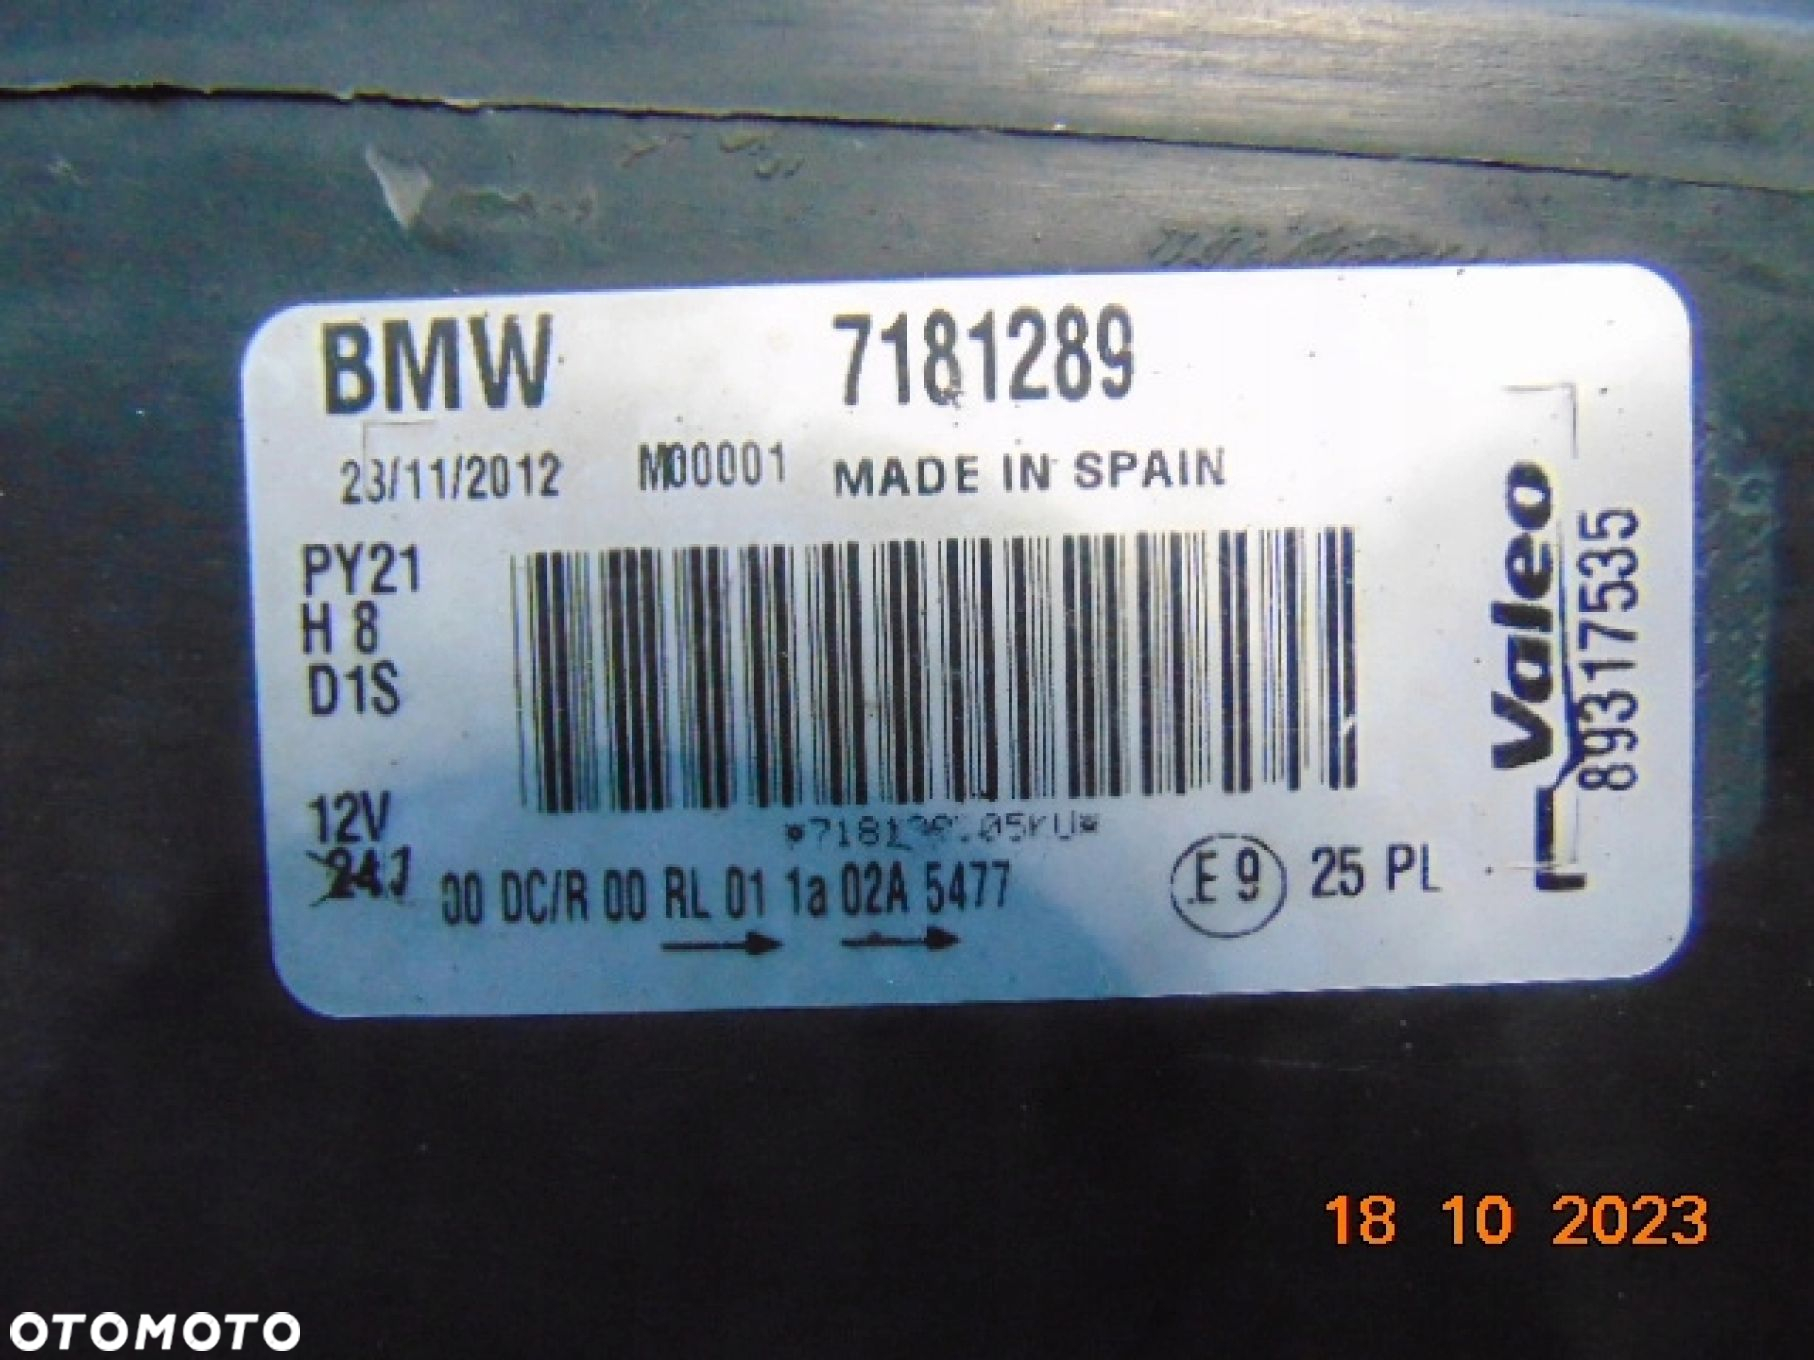 BMW 7181289
23/11/2012 M00001 MADE IN SPAIN
PY21
H 8
D1S
12V
00 DC/R 00 RL 01 1a 02A 5477
E 9 25 PL
Valeo
89317535
18 10 2023
OTOMOTO